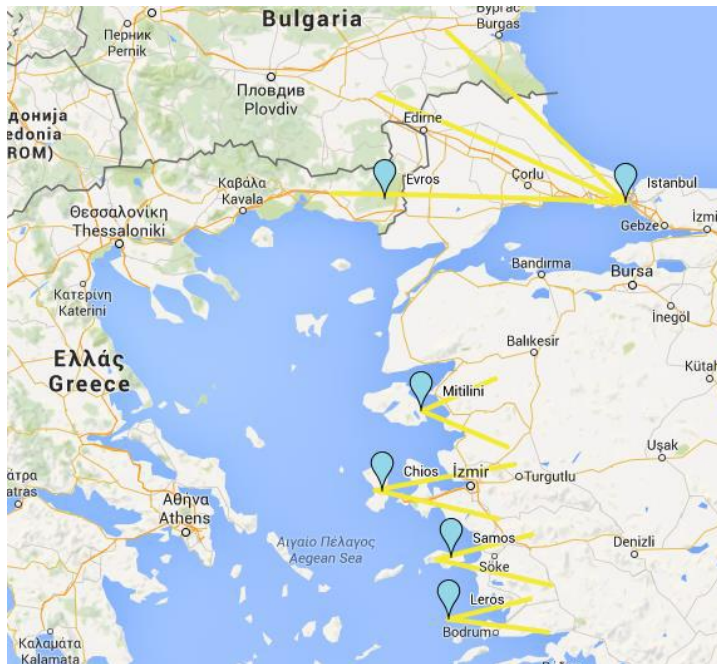 Bulgaria
Бургас
Burgas
Перник
Pernik
Пловдив
Plovdiv
донија
edonia
ROM)
Edirne
Καβάλα
Kavala
Evros
Çorlu
Istanbul
Θεσσαλονίκη
Thessaloniki
Gebze
İzmi
Κατερίνη
Katerini
Bandırma
Bursa
İnegöl
Ελλάς
Greece
Balıkesir
Kütah
Mitilini
Uşak
Chios
İzmir
Turgutlu
άτρα
atras
Αθήνα
Athens
Αιγαίο Πέλαγος
Aegean Sea
Samos
Söke
Denizli
Leros
Bodrum
Καλαμάτα
Kalamata